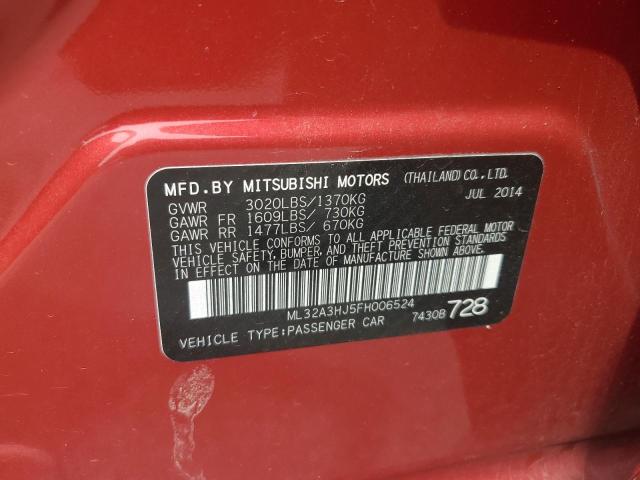 MFD. BY MITSUBISHI MOTORS (THAILAND) CO., LTD.
GVWR 3020LBS/1370KG JUL 2014
GAWR FR 1609LBS/ 730KG
GAWR RR 1477LBS/ 670KG
THIS VEHICLE CONFORMS TO ALL APPLICABLE FEDERAL MOTOR
VEHICLE SAFETY, BUMPER, AND THEFT PREVENTION STANDARDS
IN EFFECT ON THE DATE OF MANUFACTURE SHOWN ABOVE.
ML32A3HJ5FH006524
VEHICLE TYPE:PASSENGER CAR 7430B 728